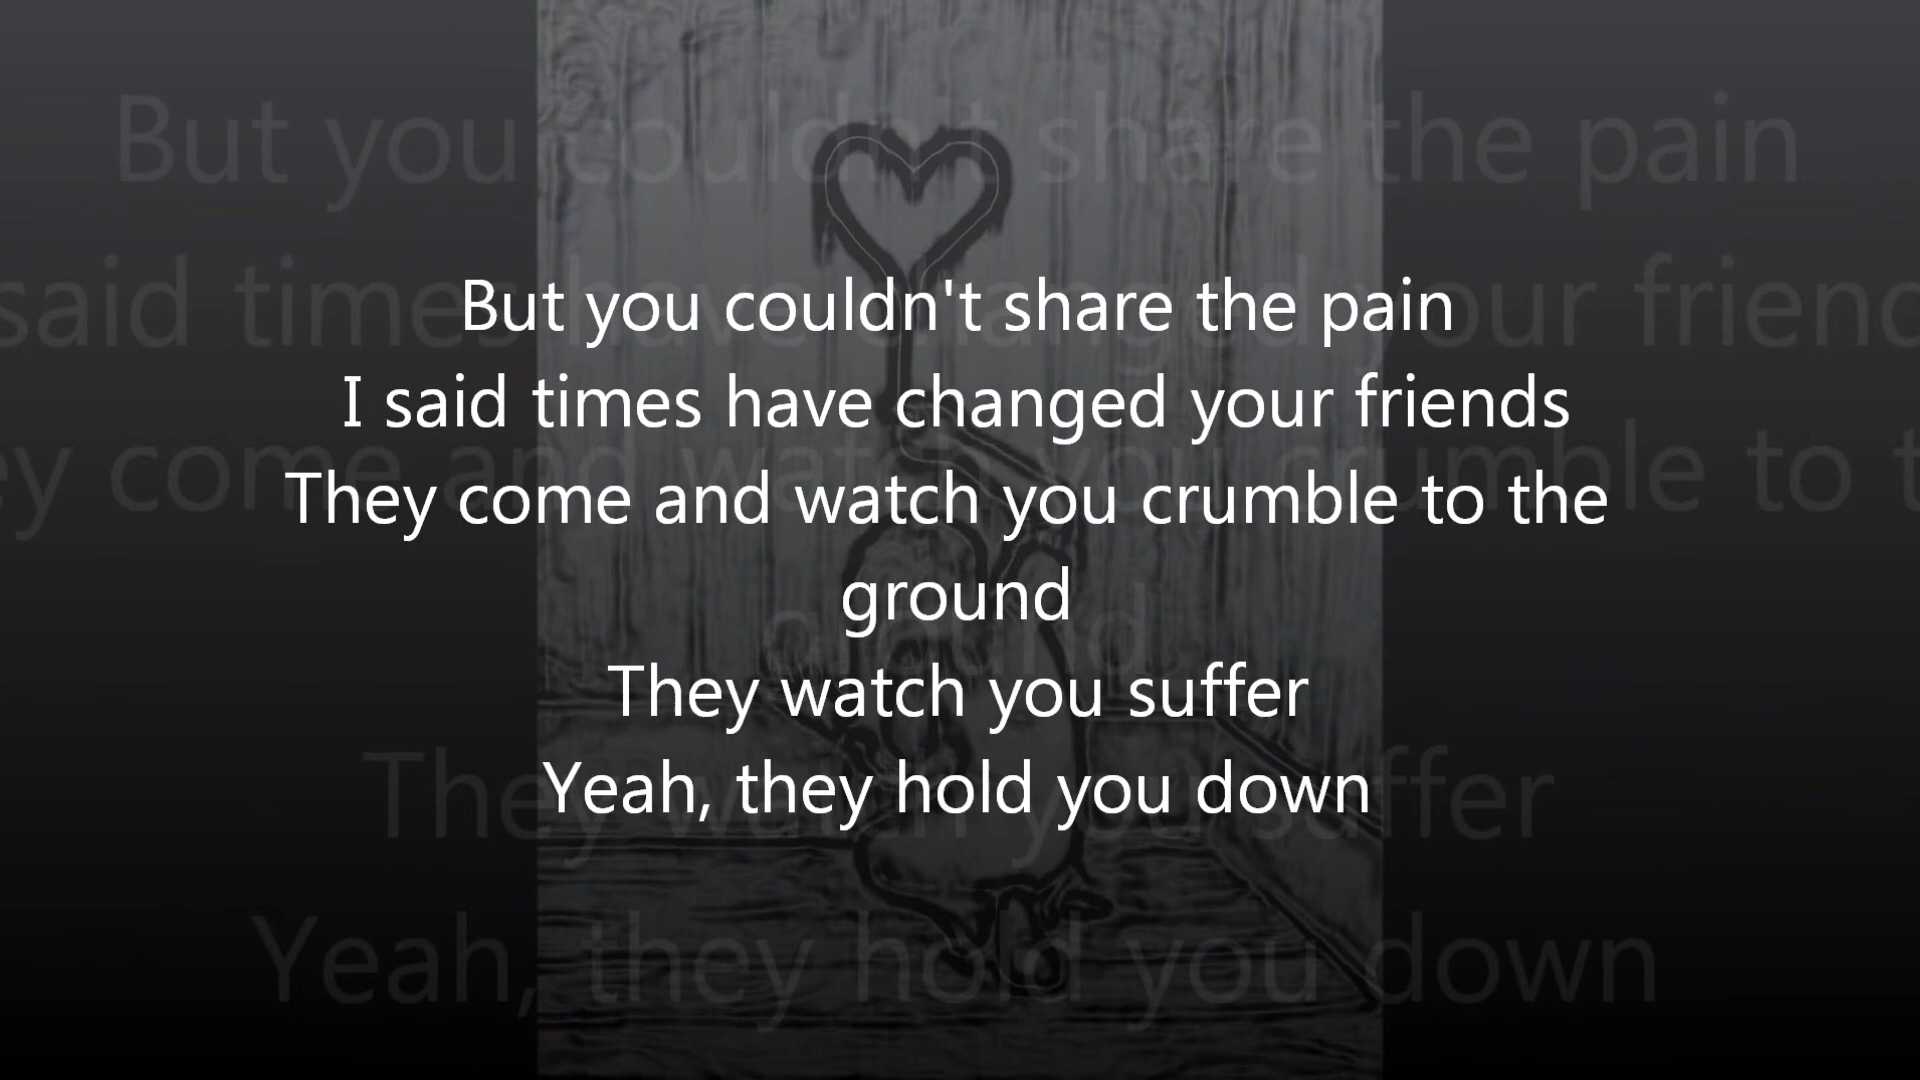 But you couldn't share the pain
I said times have changed your friends
They come and watch you crumble to the
ground
They watch you suffer
Yeah, they hold you down